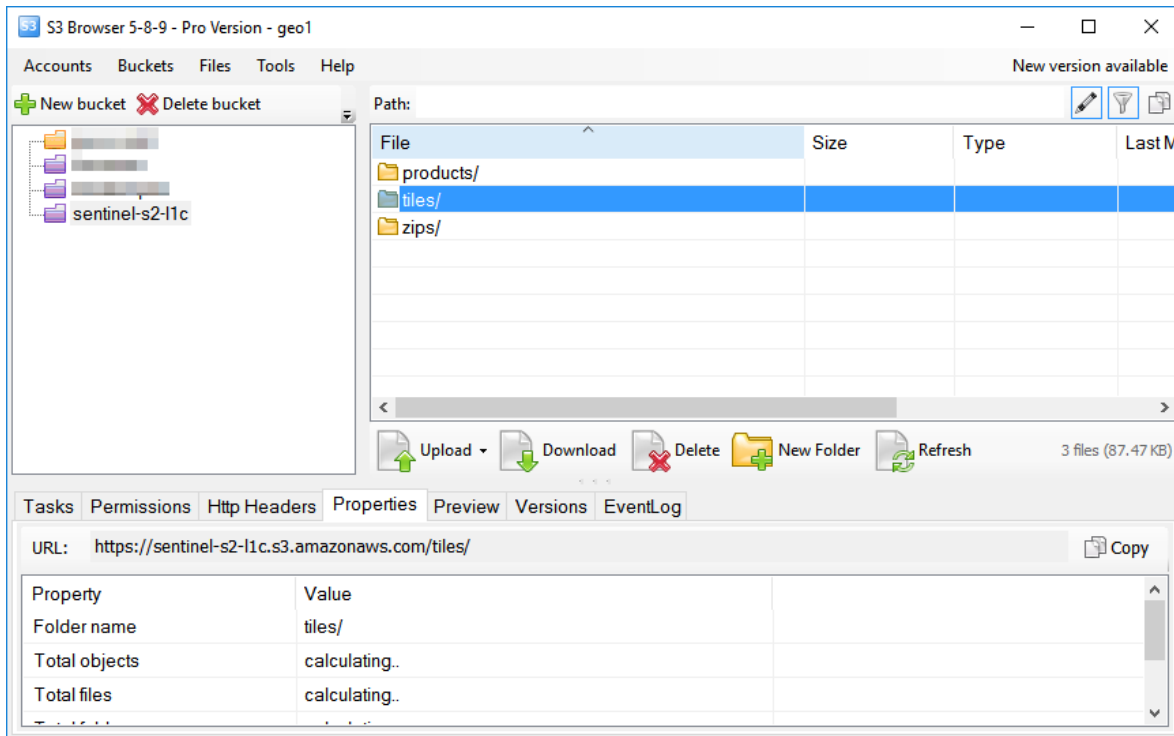 S3 S3 Browser 5-8-9 - Pro Version - geo1
Accounts Buckets Files Tools Help New version available
New bucket Delete bucket Path:
File Size Type Last M
products/
tiles/
sentinel-s2-l1c
zips/
Upload Download Delete New Folder Refresh 3 files (87.47 KB)
Tasks Permissions Http Headers Properties Preview Versions EventLog
URL: https://sentinel-s2-l1c.s3.amazonaws.com/tiles/ Copy
Property Value
Folder name tiles/
Total objects calculating..
Total files calculating..